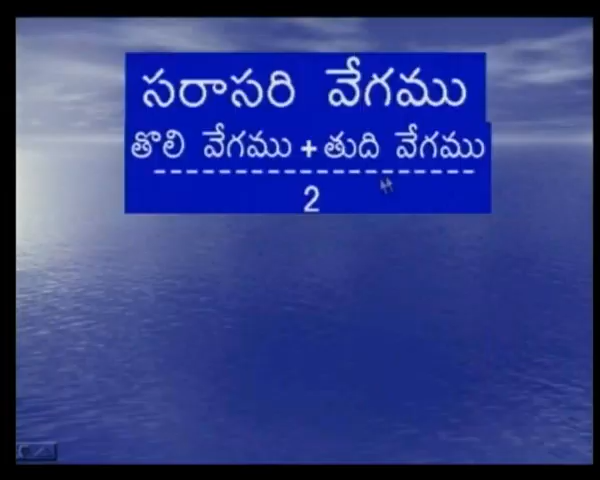 సరాసరి వేగము
తొలి వేగము + తుది వేగము
--------------------
2